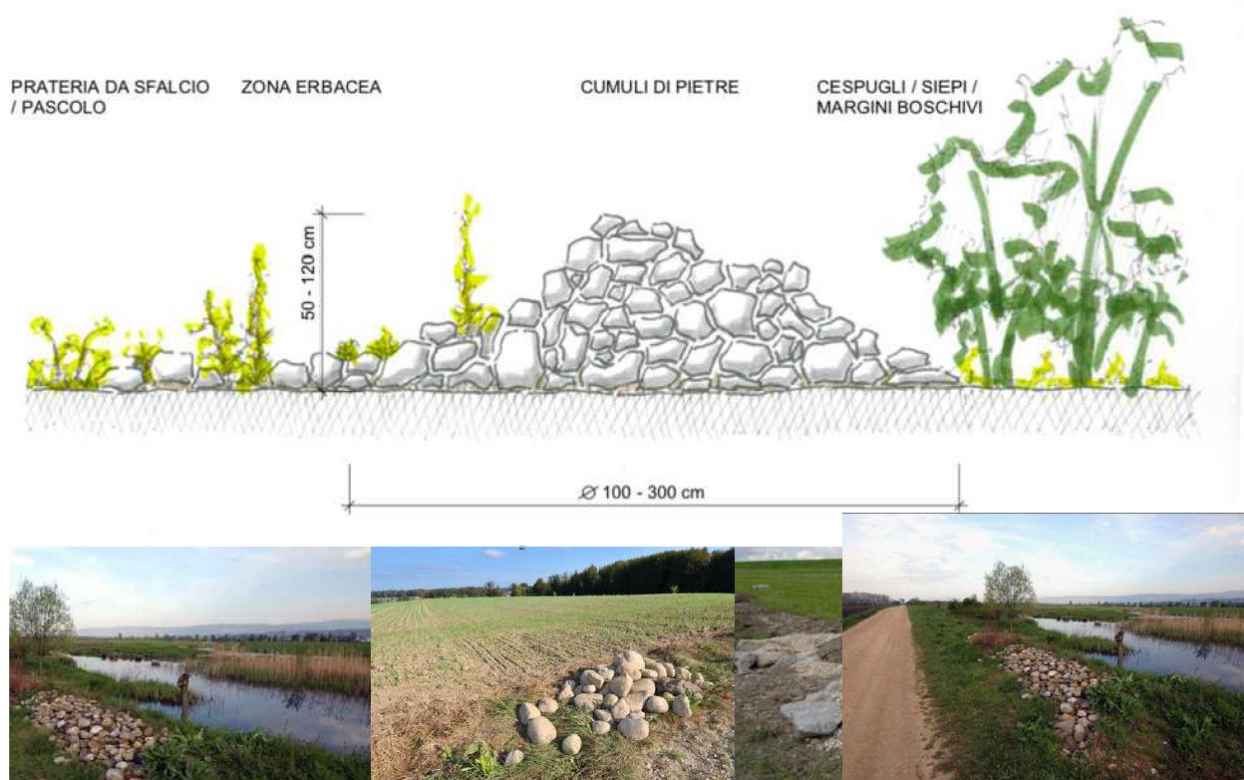 PRATERIA DA SFALCIO
/ PASCOLO
ZONA ERBACEA
CUMULI DI PIETRE
CESPUGLI / SIEPI /
MARGINI BOSCHIVI
50 - 120 cm
Ø 100 - 300 cm